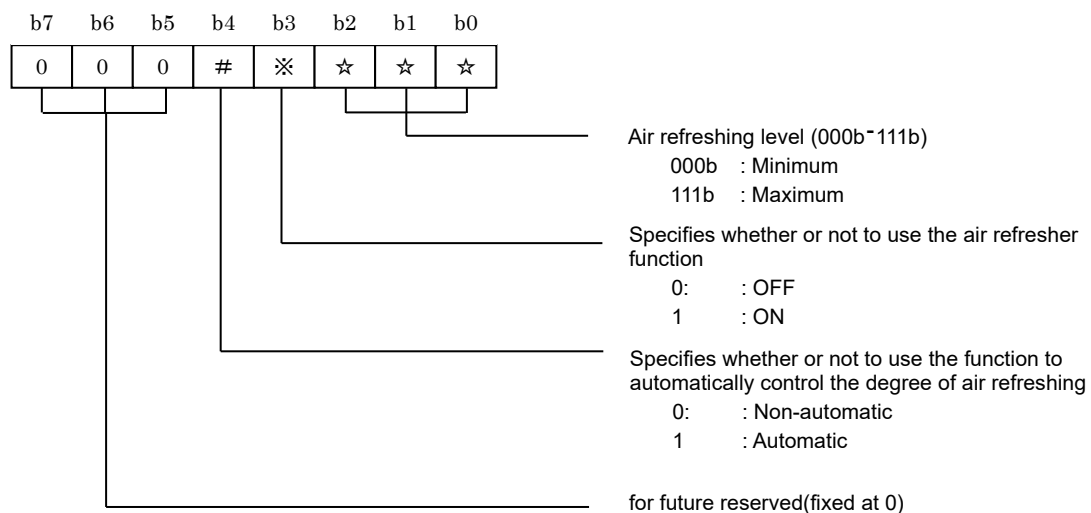 b7 b6 b5 b4 b3 b2 b1 b0
0 0 0 # ※ ☆ ☆ ☆
Air refreshing level (000b-111b)
000b : Minimum
111b : Maximum
Specifies whether or not to use the air refresher
function
0: : OFF
1 : ON
Specifies whether or not to use the function to
automatically control the degree of air refreshing
0: : Non-automatic
1 : Automatic
for future reserved(fixed at 0)